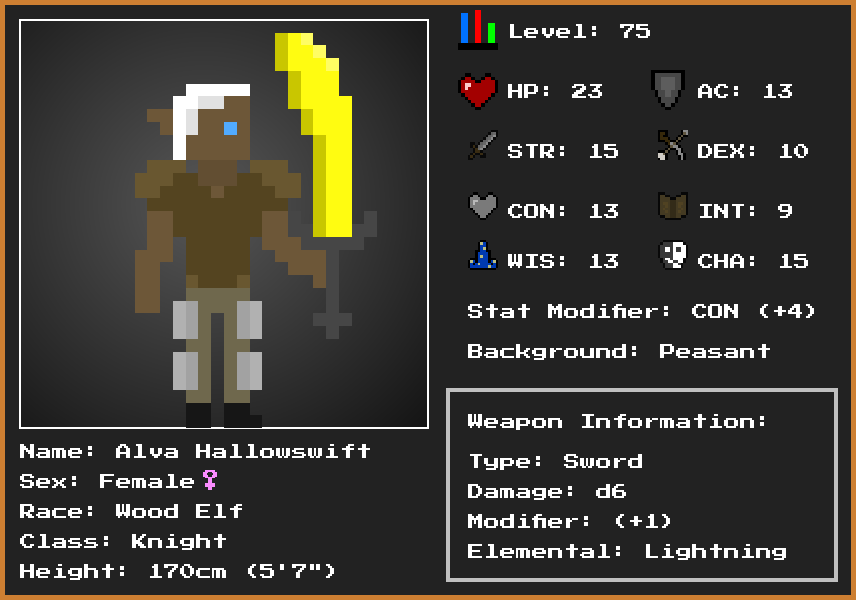 Level: 75
HP: 23
AC: 13
STR: 15
DEX: 10
CON: 13
INT: 9
WIS: 13
CHA: 15
Stat Modifier: CON (+4)
Background: Peasant
Weapon Information:
Type: Sword
Damage: d6
Modifier: (+1)
Elemental: Lightning
Name: Alva Hallowswift
Sex: Female♀
Race: Wood Elf
Class: Knight
Height: 170cm (5'7")